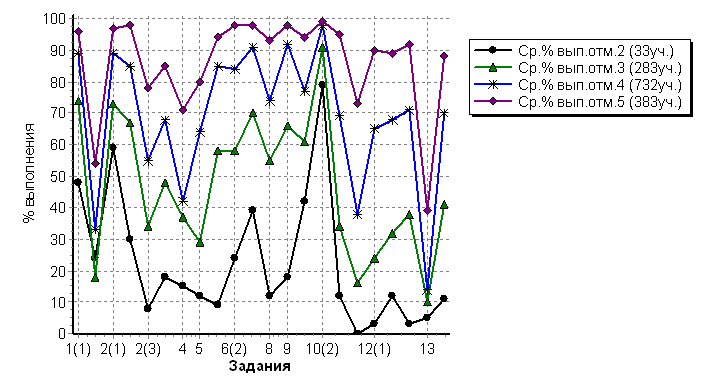 100
90
80
70
60
50
40
30
20
10
0
% выполнения
1(1) 2(1) 2(3) 4 5 6(2) 8 9 10(2) 12(1) 13
Задания
Ср.% вып.отм.2 (33уч.)
Ср.% вып.отм.3 (283уч.)
Ср.% вып.отм.4 (732уч.)
Ср.% вып.отм.5 (383уч.)